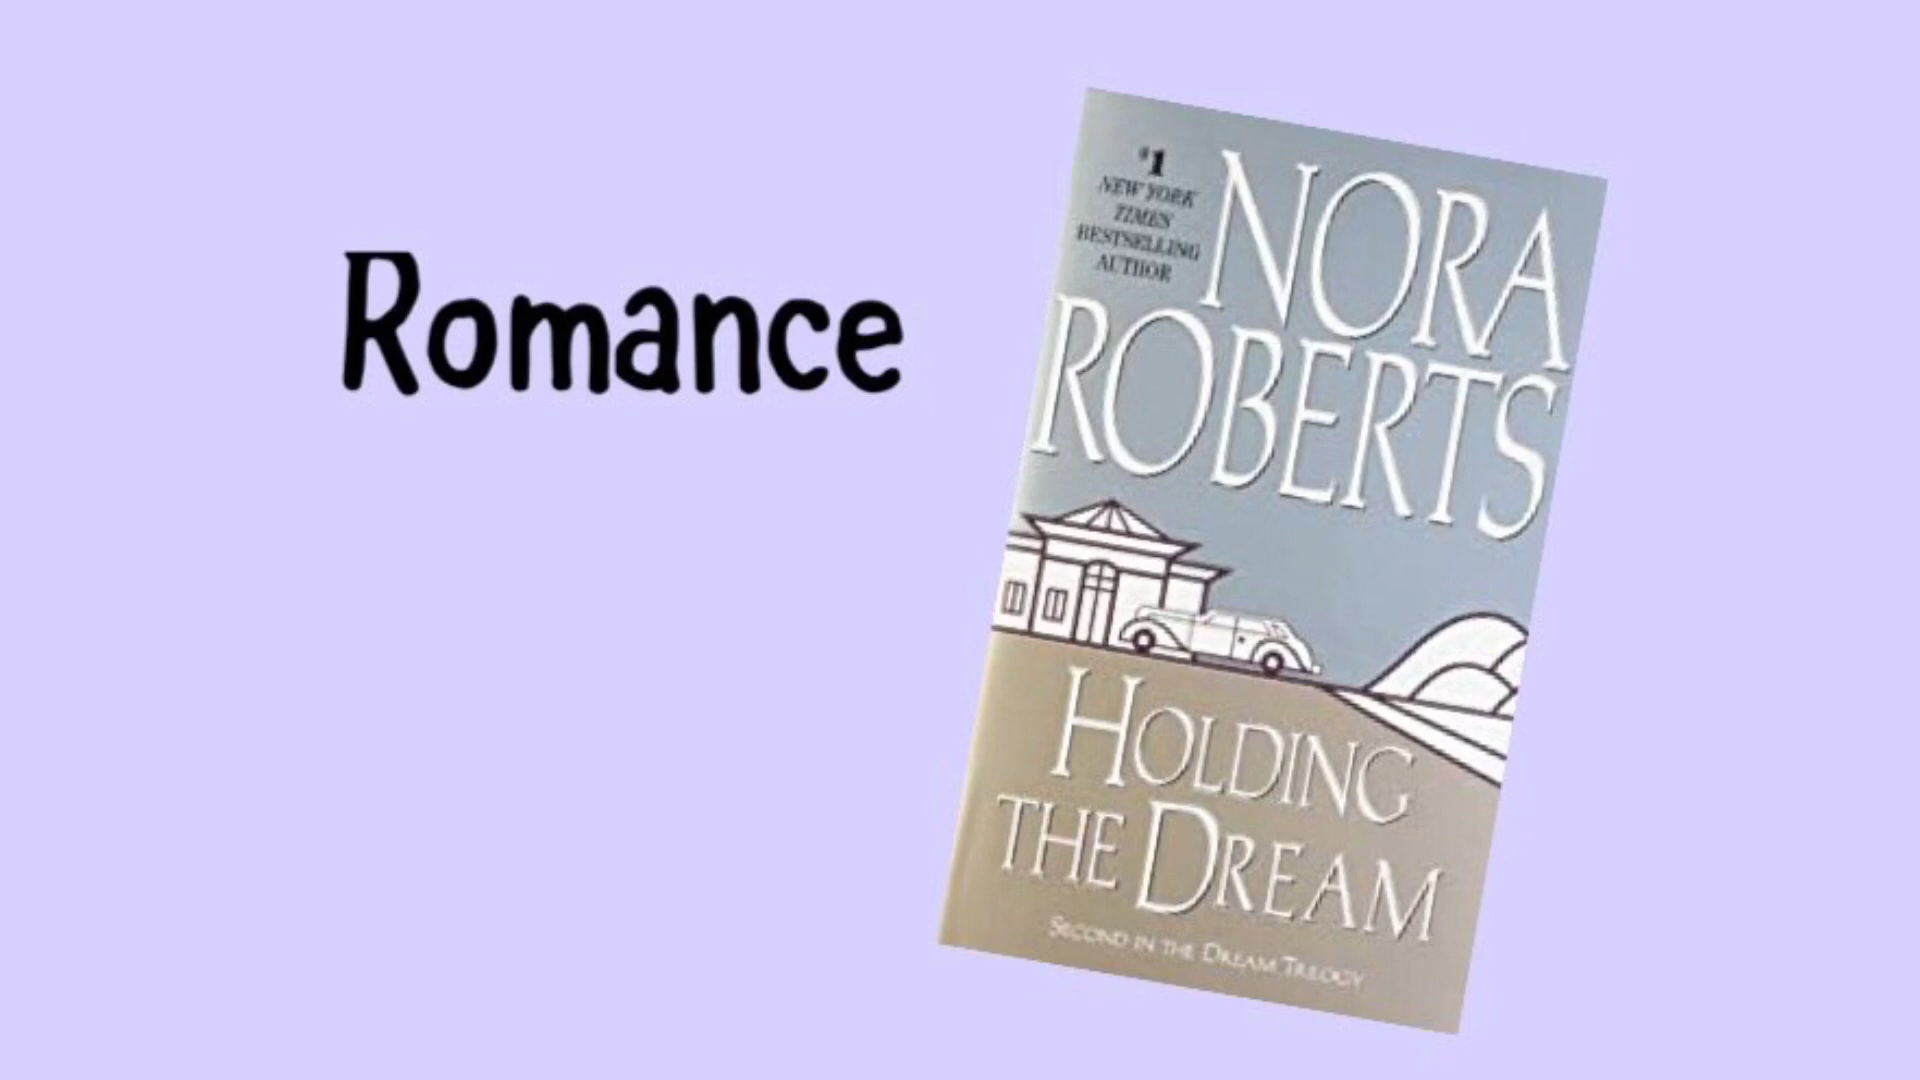 Romance
#1
NEW YORK
TIMES
BESTSELLING
AUTHOR
NORA
ROBERTS
HOLDING
THE DREAM
SECOND IN THE DREAM TRILOGY